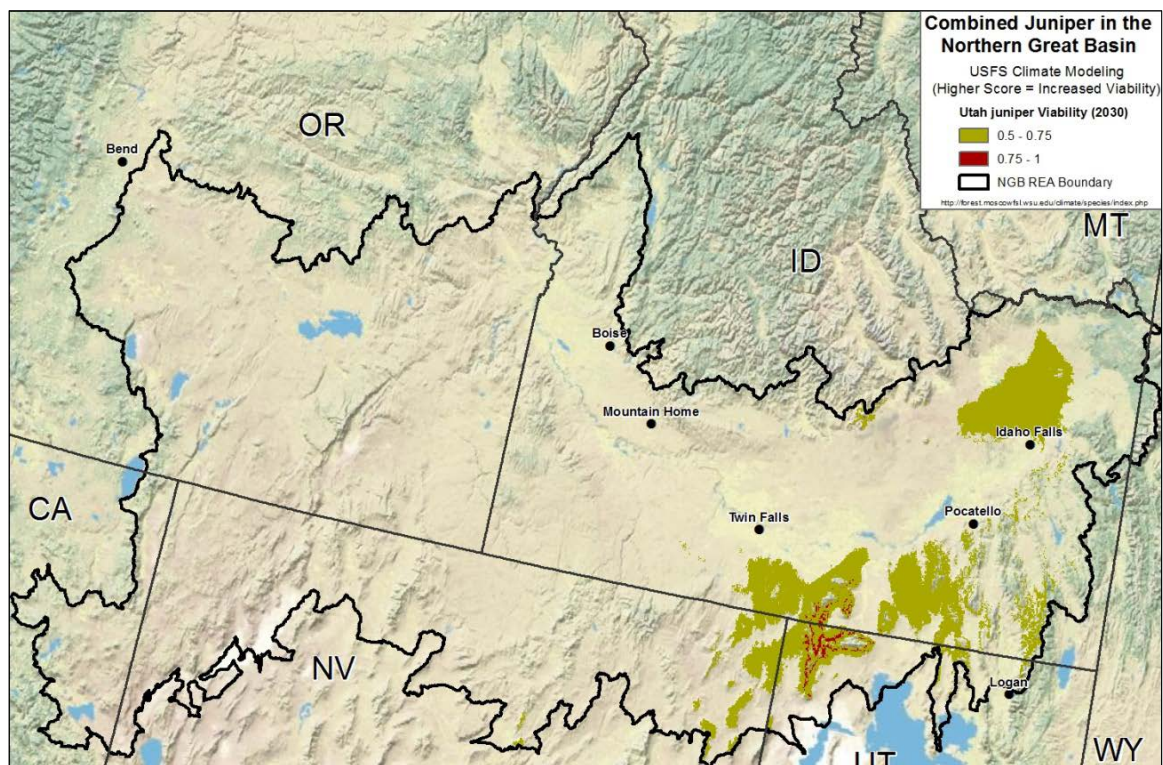 Combined Juniper in the
Northern Great Basin
USFS Climate Modeling
(Higher Score = Increased Viability)
Utah juniper Viability (2030)
0.5 - 0.75
0.75 - 1
NGB REA Boundary
http://forest.moscowfsl.wsu.edu/climate/species/index.php
OR
Bend
MT
ID
Boise
Mountain Home
Idaho Falls
CA
Twin Falls
Pocatello
NV
Logan
UT
WY